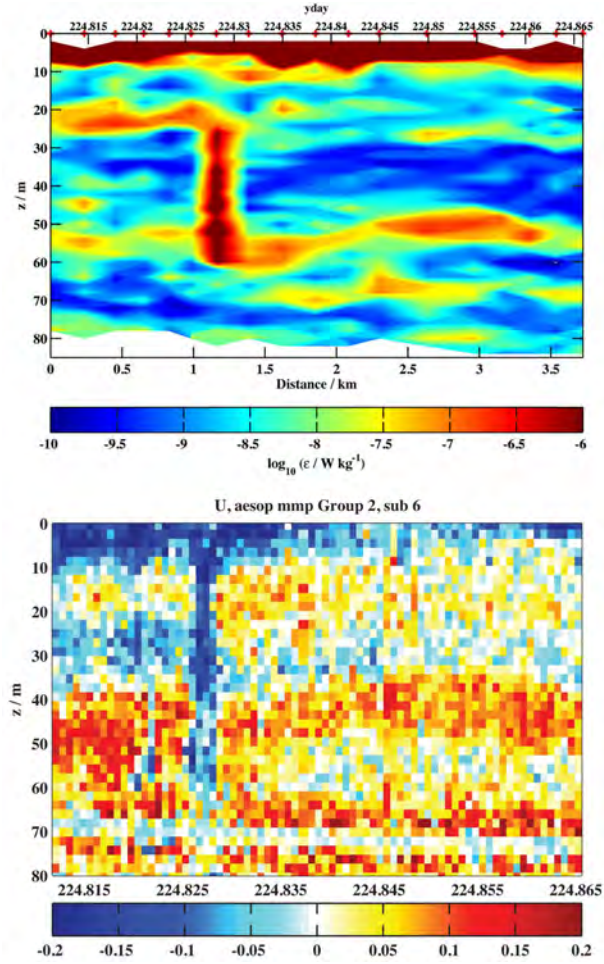 yday
224.815 224.82 224.825 224.83 224.835 224.84 224.845 224.85 224.855 224.86 224.865
0
10
20
30
40
50
60
70
80
z / m
0 0.5 1 1.5 2 2.5 3 3.5
Distance / km
-10 -9.5 -9 -8.5 -8 -7.5 -7 -6.5 -6
log10 (ε / W kg-1)
U, aesop mmp Group 2, sub 6
0
10
20
30
40
50
60
70
80
z / m
224.815 224.825 224.835 224.845 224.855 224.865
-0.2 -0.15 -0.1 -0.05 0 0.05 0.1 0.15 0.2